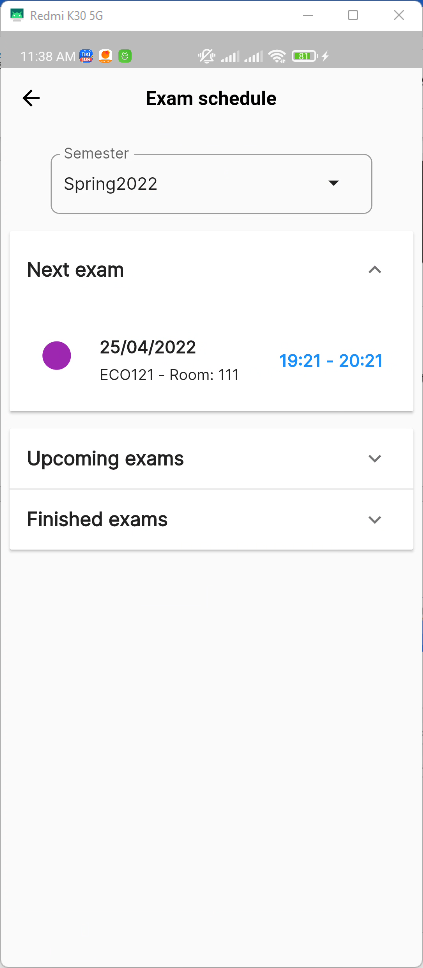 Redmi K30 5G
11:38 AM
81
Exam schedule
Semester
Spring2022
Next exam
25/04/2022
ECO121 - Room: 111
19:21 - 20:21
Upcoming exams
Finished exams